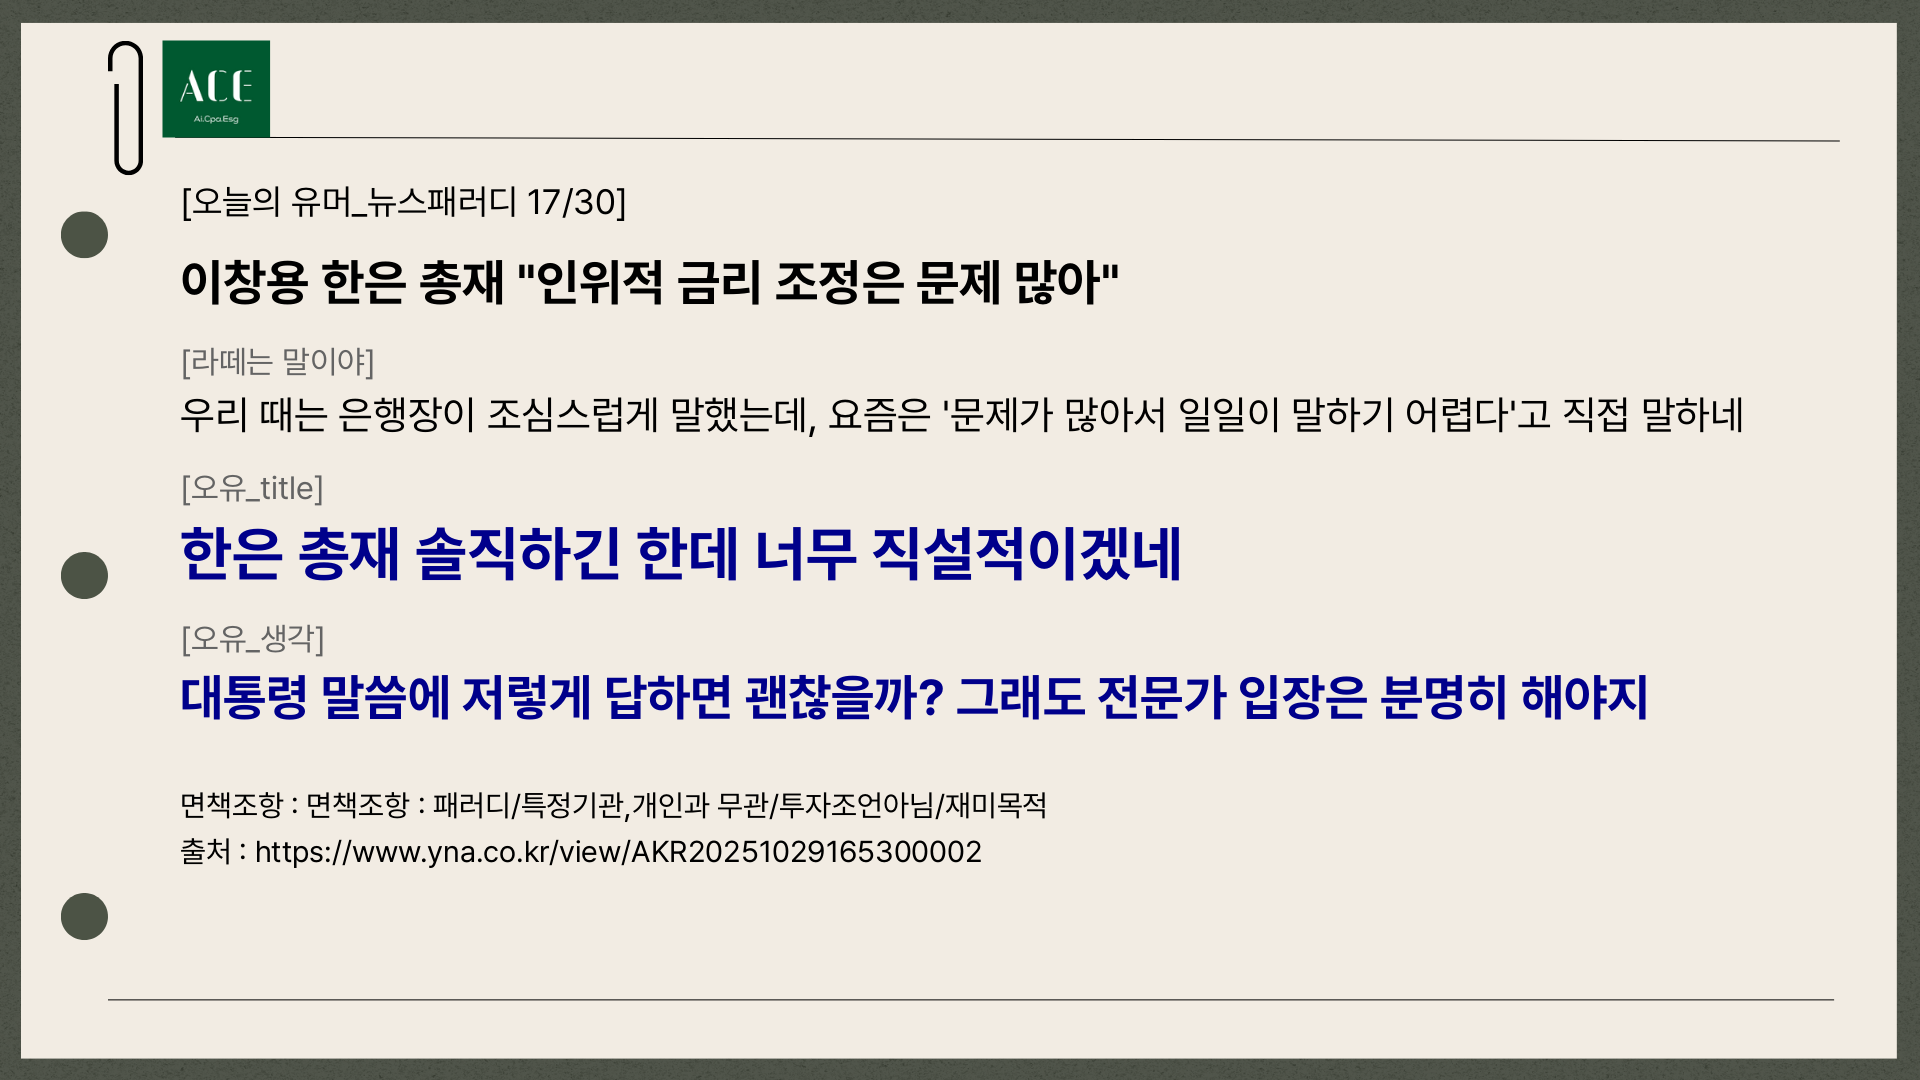 ACE
Ai.Cpa.Esg
[오늘의 유머_뉴스패러디 17/30]
이창용 한은 총재 "인위적 금리 조정은 문제 많아"
[라떼는 말이야]
우리 때는 은행장이 조심스럽게 말했는데, 요즘은 '문제가 많아서 일일이 말하기 어렵다'고 직접 말하네
[오유_title]
한은 총재 솔직하긴 한데 너무 직설적이겠네
[오유_생각]
대통령 말씀에 저렇게 답하면 괜찮을까? 그래도 전문가 입장은 분명히 해야지
면책조항 : 면책조항 : 패러디/특정기관,개인과 무관/투자조언아님/재미목적
출처 : https://www.yna.co.kr/view/AKR20251029165300002